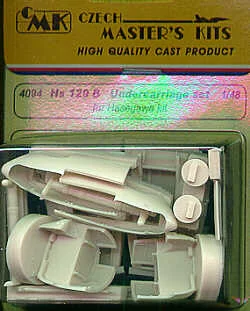 CMK
CZECH
MASTER'S KITS
HIGH QUALITY CAST PRODUCT
4094 Hs 129 B Undercarriage set 1/48
for Hasegawa kit